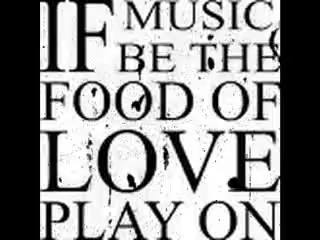 IF MUSIC
BE THE
FOOD OF
LOVE
PLAY ON